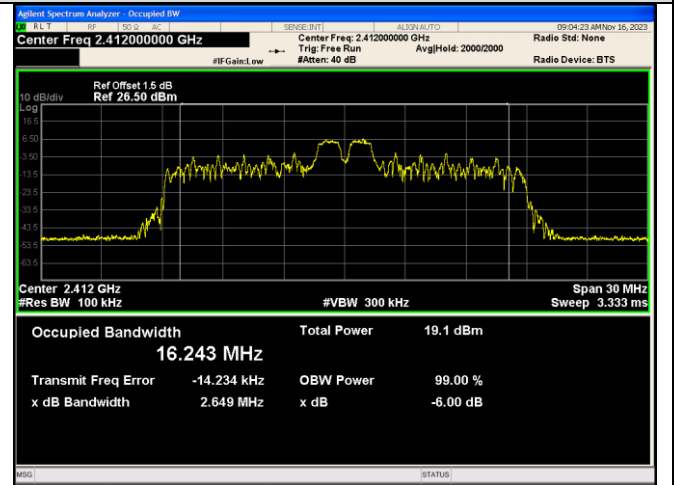 Agilent Spectrum Analyzer - Occupied BW
RLT RF 50 Ω AC SENSE:INT ALIGN AUTO 09:04:23 AM Nov 16, 2023
Center Freq 2.412000000 GHz Center Freq: 2.412000000 GHz Radio Std: None
Trig: Free Run Avg|Hold: 2000/2000
#IFGain:Low #Atten: 40 dB Radio Device: BTS
Ref Offset 1.5 dB
10 dB/div Ref 26.50 dBm
Log
16.5
6.50
-3.50
-13.5
-23.5
-33.5
-43.5
-53.5
-63.5
Center 2.412 GHz Span 30 MHz
#Res BW 100 kHz #VBW 300 kHz Sweep 3.333 ms
Occupied Bandwidth Total Power 19.1 dBm
16.243 MHz
Transmit Freq Error -14.234 kHz OBW Power 99.00 %
x dB Bandwidth 2.649 MHz x dB -6.00 dB
MSG STATUS